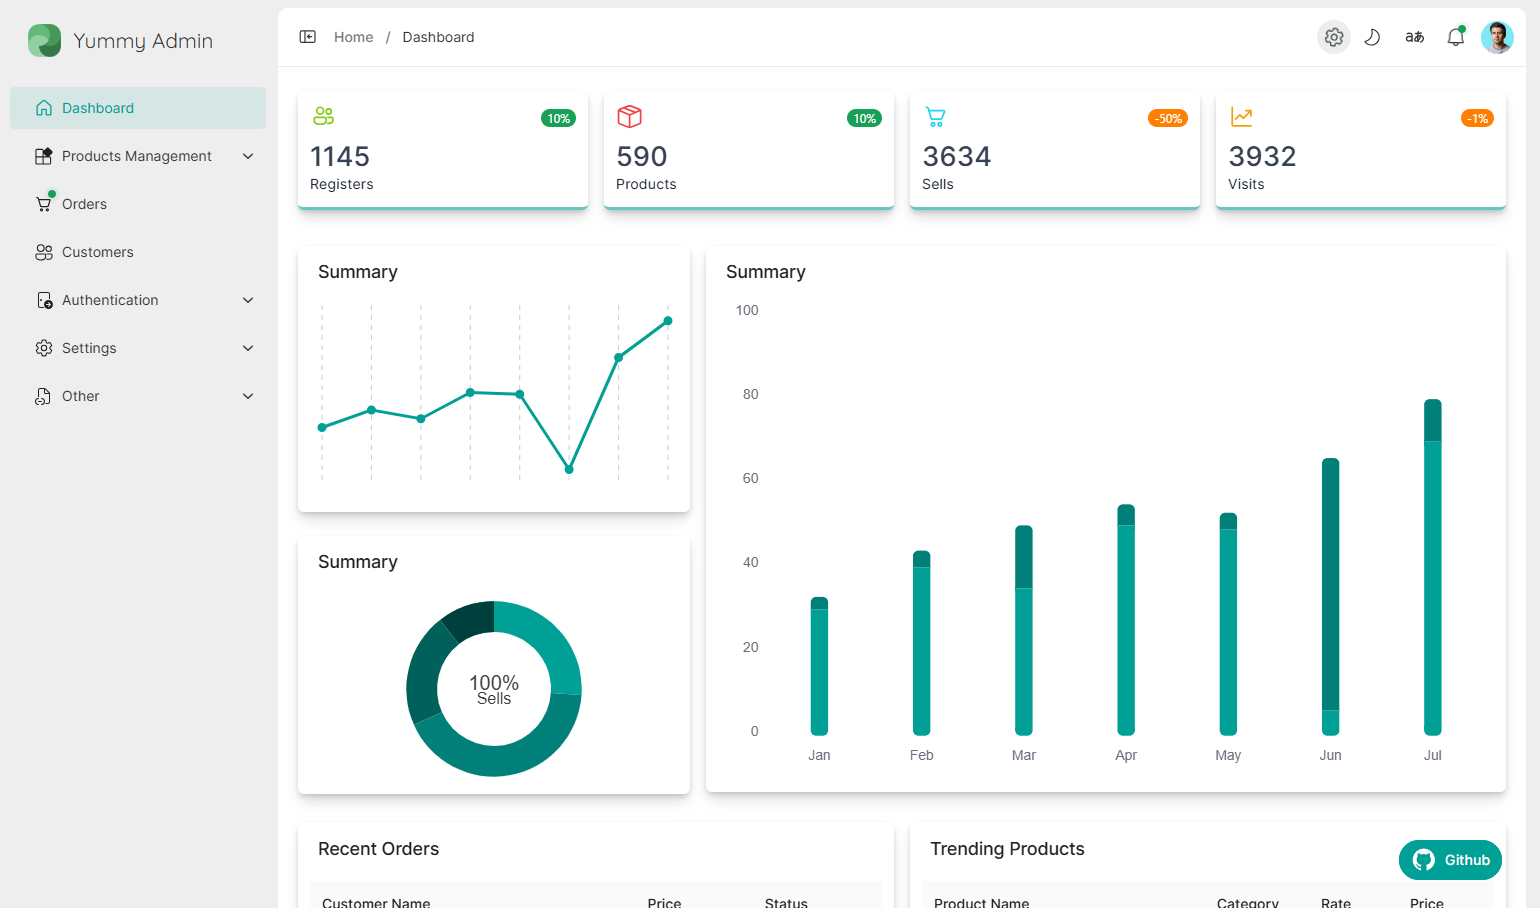 Yummy Admin
Home / Dashboard
aあ
Dashboard
Products Management
Orders
Customers
Authentication
Settings
Other
10%
1145
Registers
10%
590
Products
-50%
3634
Sells
-1%
3932
Visits
Summary
Summary
100%
Sells
Summary
100
80
60
40
20
0
Jan Feb Mar Apr May Jun Jul
Recent Orders
Customer Name Price Status
Trending Products
Github
Product Name Category Rate Price